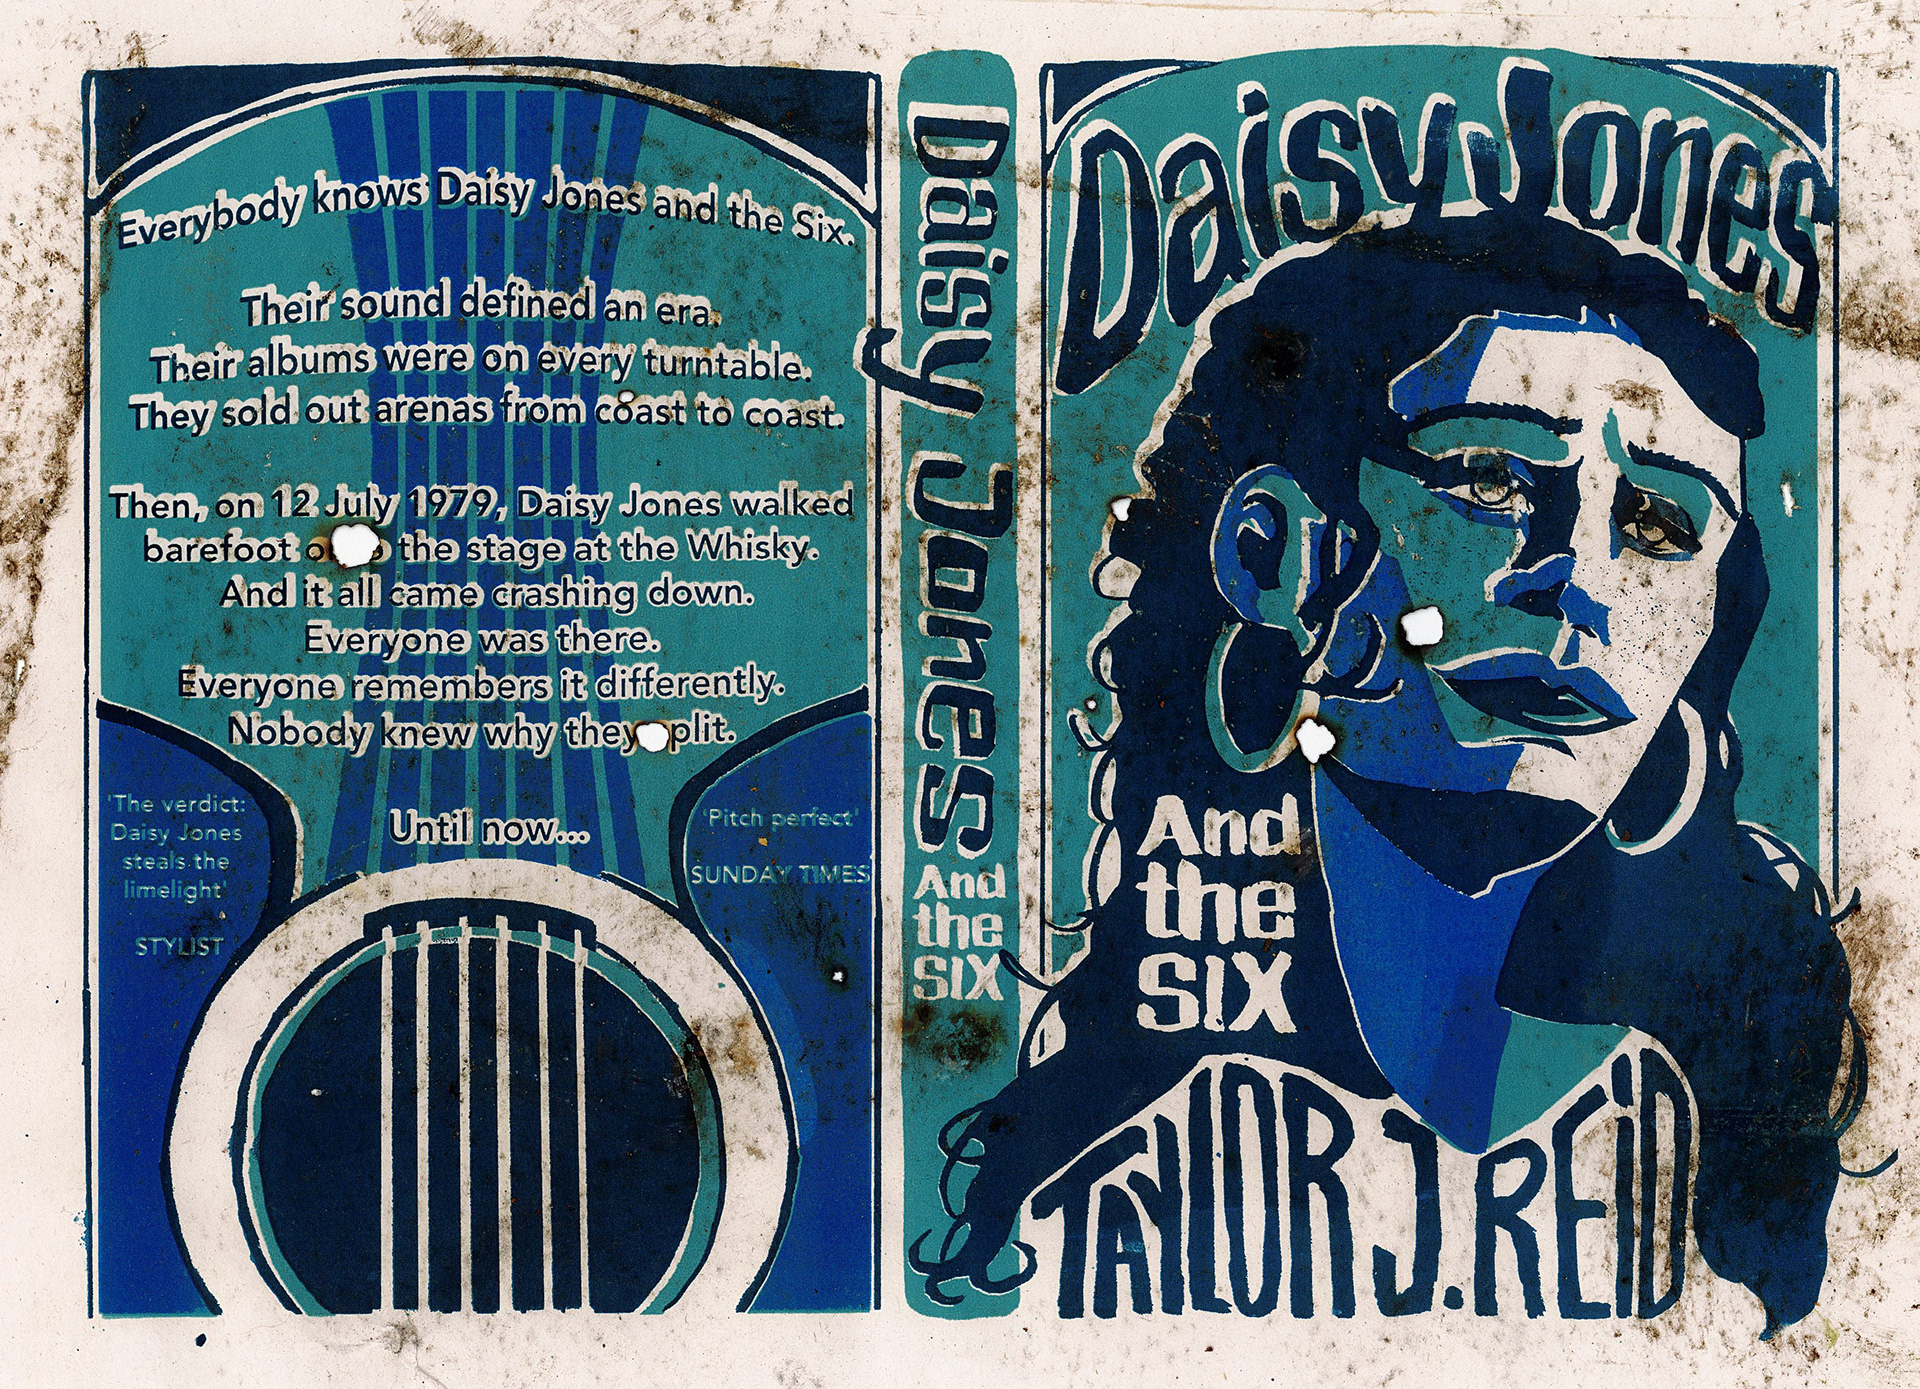 Everybody knows Daisy Jones and the Six.
Their sound defined an era.
Their albums were on every turntable.
They sold out arenas from coast to coast.
Then, on 12 July 1979, Daisy Jones walked
barefoot the stage at the Whisky.
And it all came crashing down.
Everyone was there.
Everyone remembers it differently.
Nobody knew why they plit.
Until now...
'The verdict:
Daisy Jones
steals the
limelight'
STYLIST
'Pitch perfect'
SUNDAY TIMES
Daisy Jones
And
the
SIX
Daisy Jones
And
the
SIX
TAYLOR J. REiD